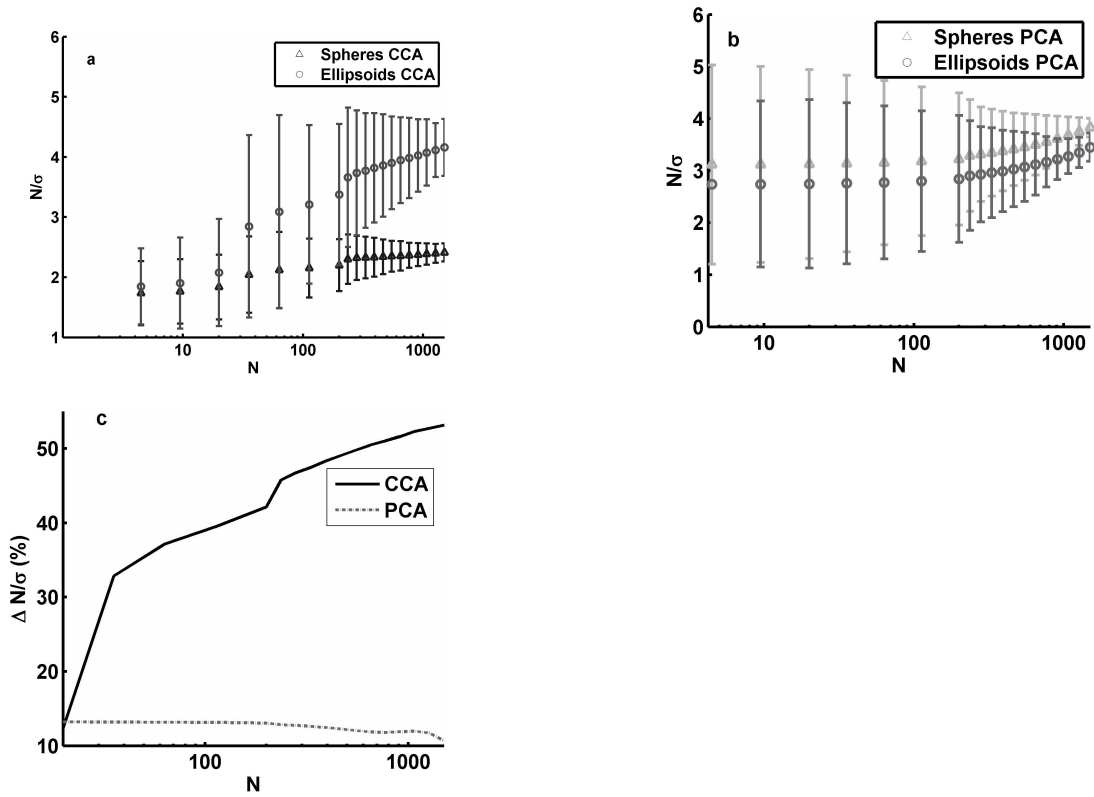 a
Spheres CCA
Ellipsoids CCA
6
5
4
3
2
1
N/σ
10
100
1000
N
b
Spheres PCA
Ellipsoids PCA
6
5
4
3
2
1
0
N/σ
10
100
1000
N
c
CCA
PCA
50
40
30
20
10
Δ N/σ (%)
100
1000
N